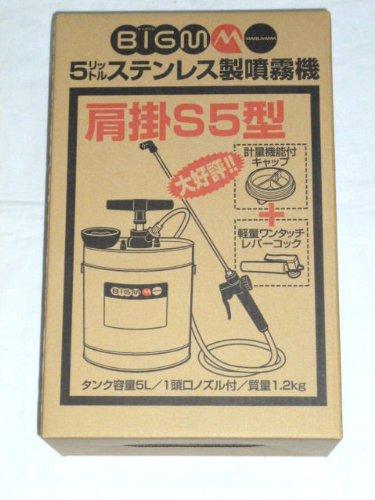 BIGM M MARUYAMA
5リットルステンレス製噴霧機
肩掛S5型
大好評!!
計量機能付
キャップ
+
軽量ワンタッチ
レバーコック
BIGM
タンク容量5L/1頭口ノズル付/質量1.2kg